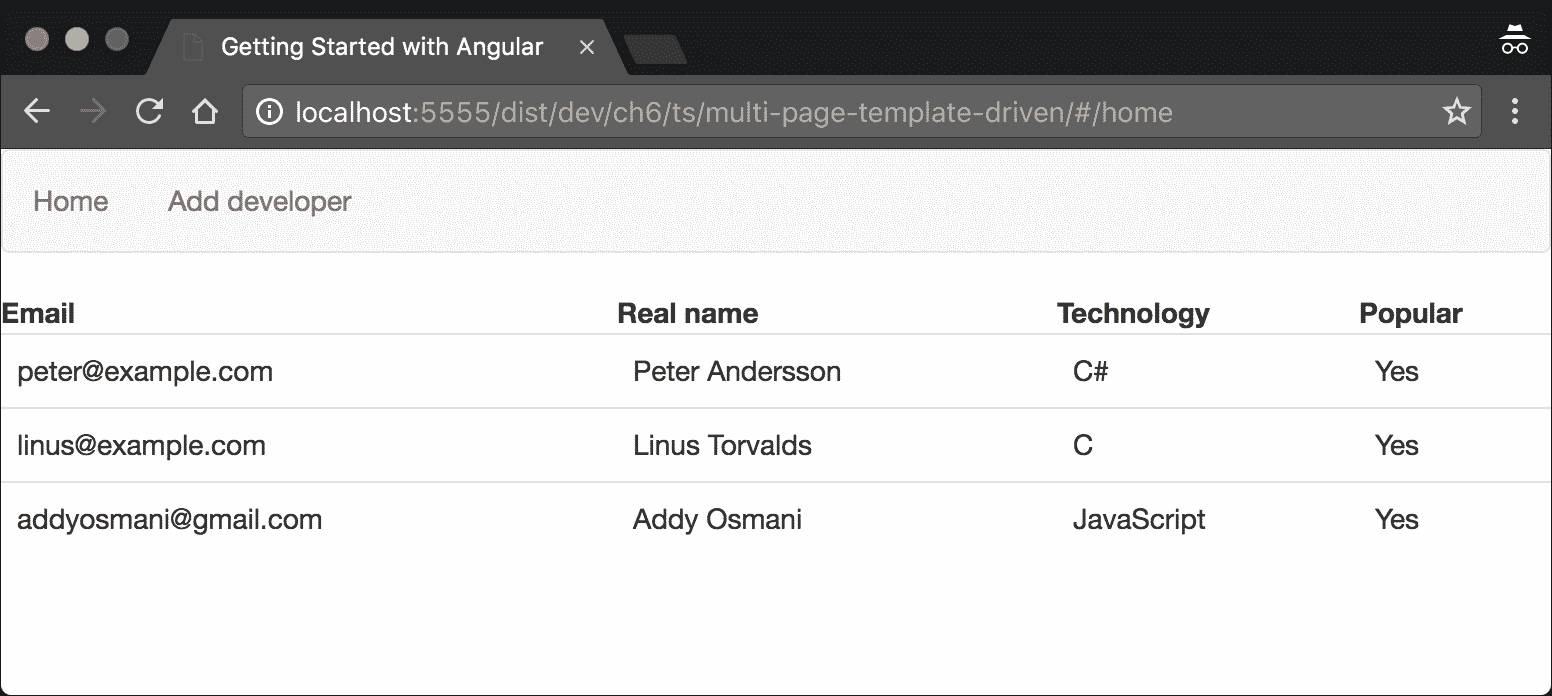 Getting Started with Angular
localhost:5555/dist/dev/ch6/ts/multi-page-template-driven/#/home
Home Add developer
Email Real name Technology Popular
peter@example.com Peter Andersson C# Yes
linus@example.com Linus Torvalds C Yes
addyosmani@gmail.com Addy Osmani JavaScript Yes